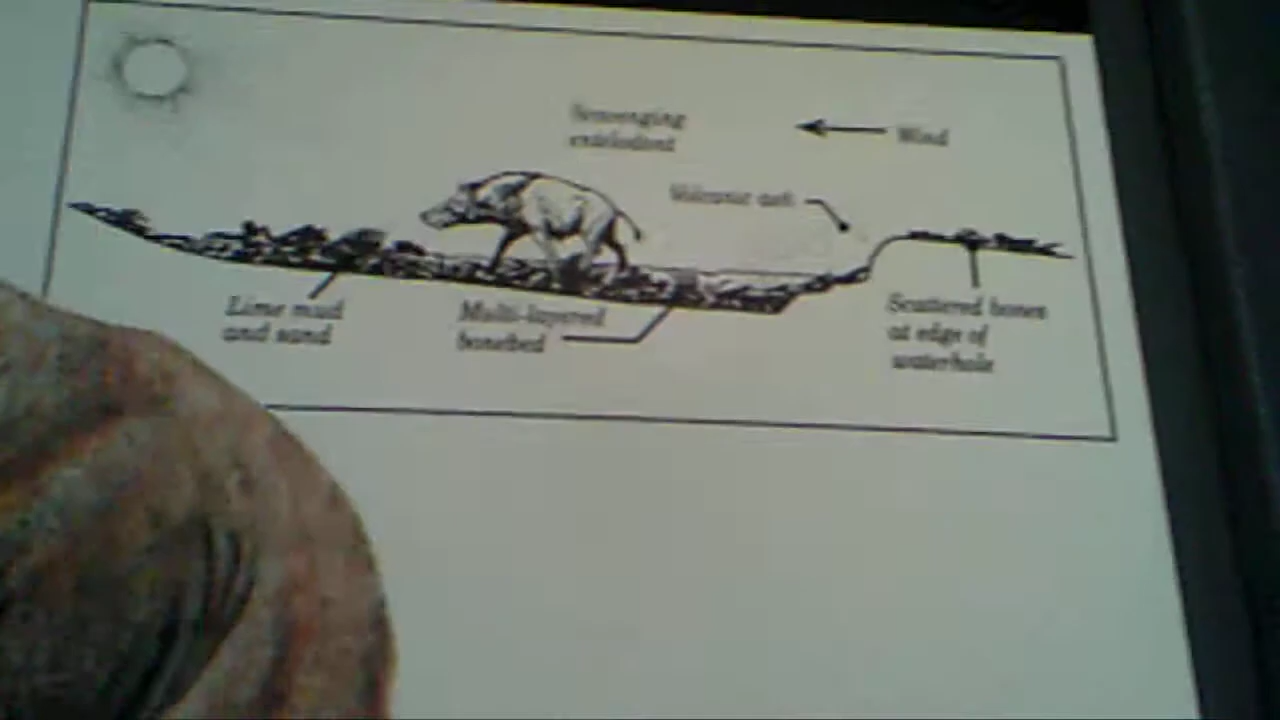 Scavenging
entelodont
Wind
Volcanic ash
Lime mud
and sand
Multi-layered
bonebed
Scattered bones
at edge of
waterhole